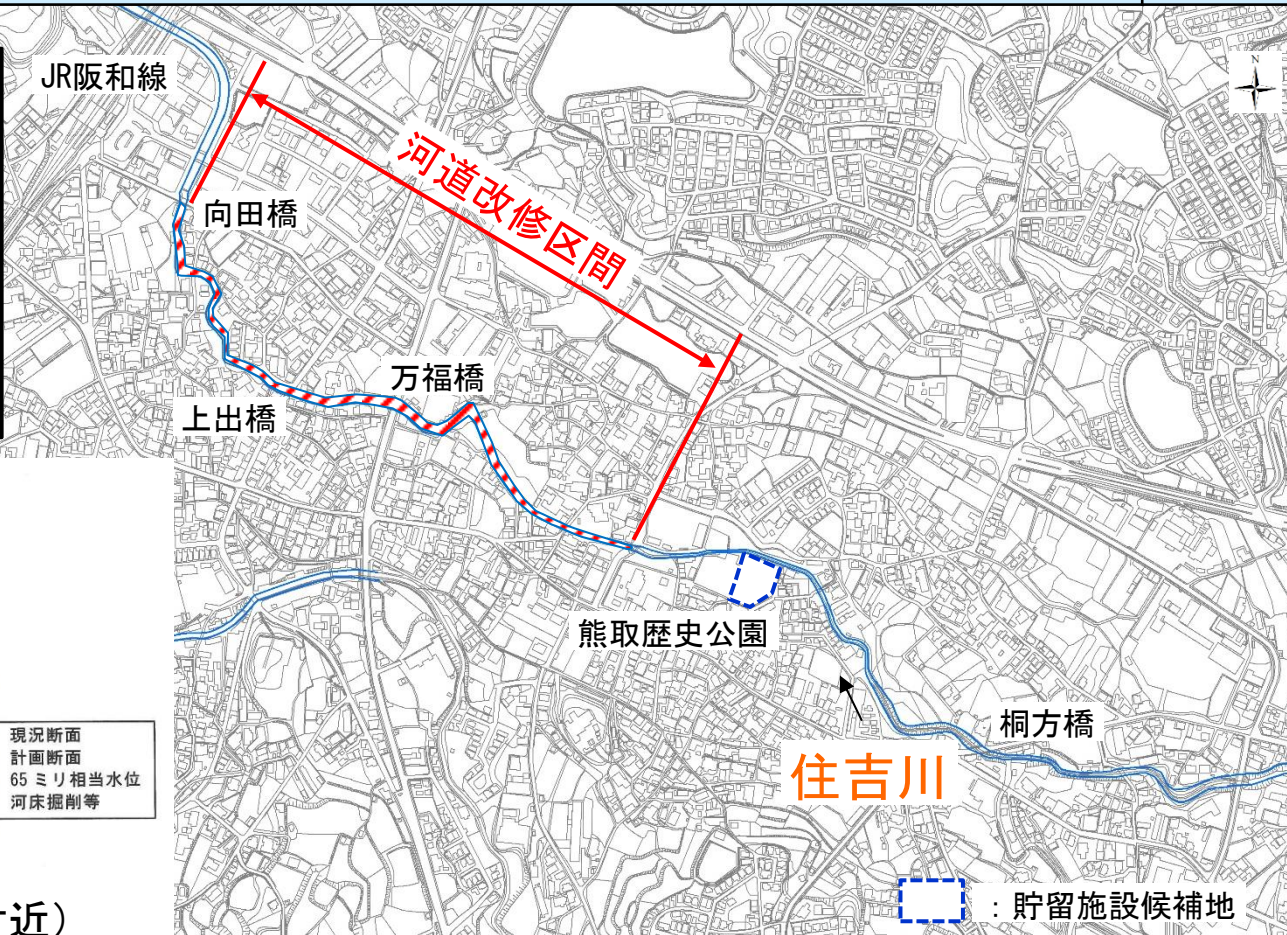 JR阪和線
N
河道改修区間
向田橋
万福橋
上出橋
熊取歴史公園
桐方橋
住吉川
現況断面
計画断面
65 ミリ相当水位
河床掘削等
近）
：貯留施設候補地